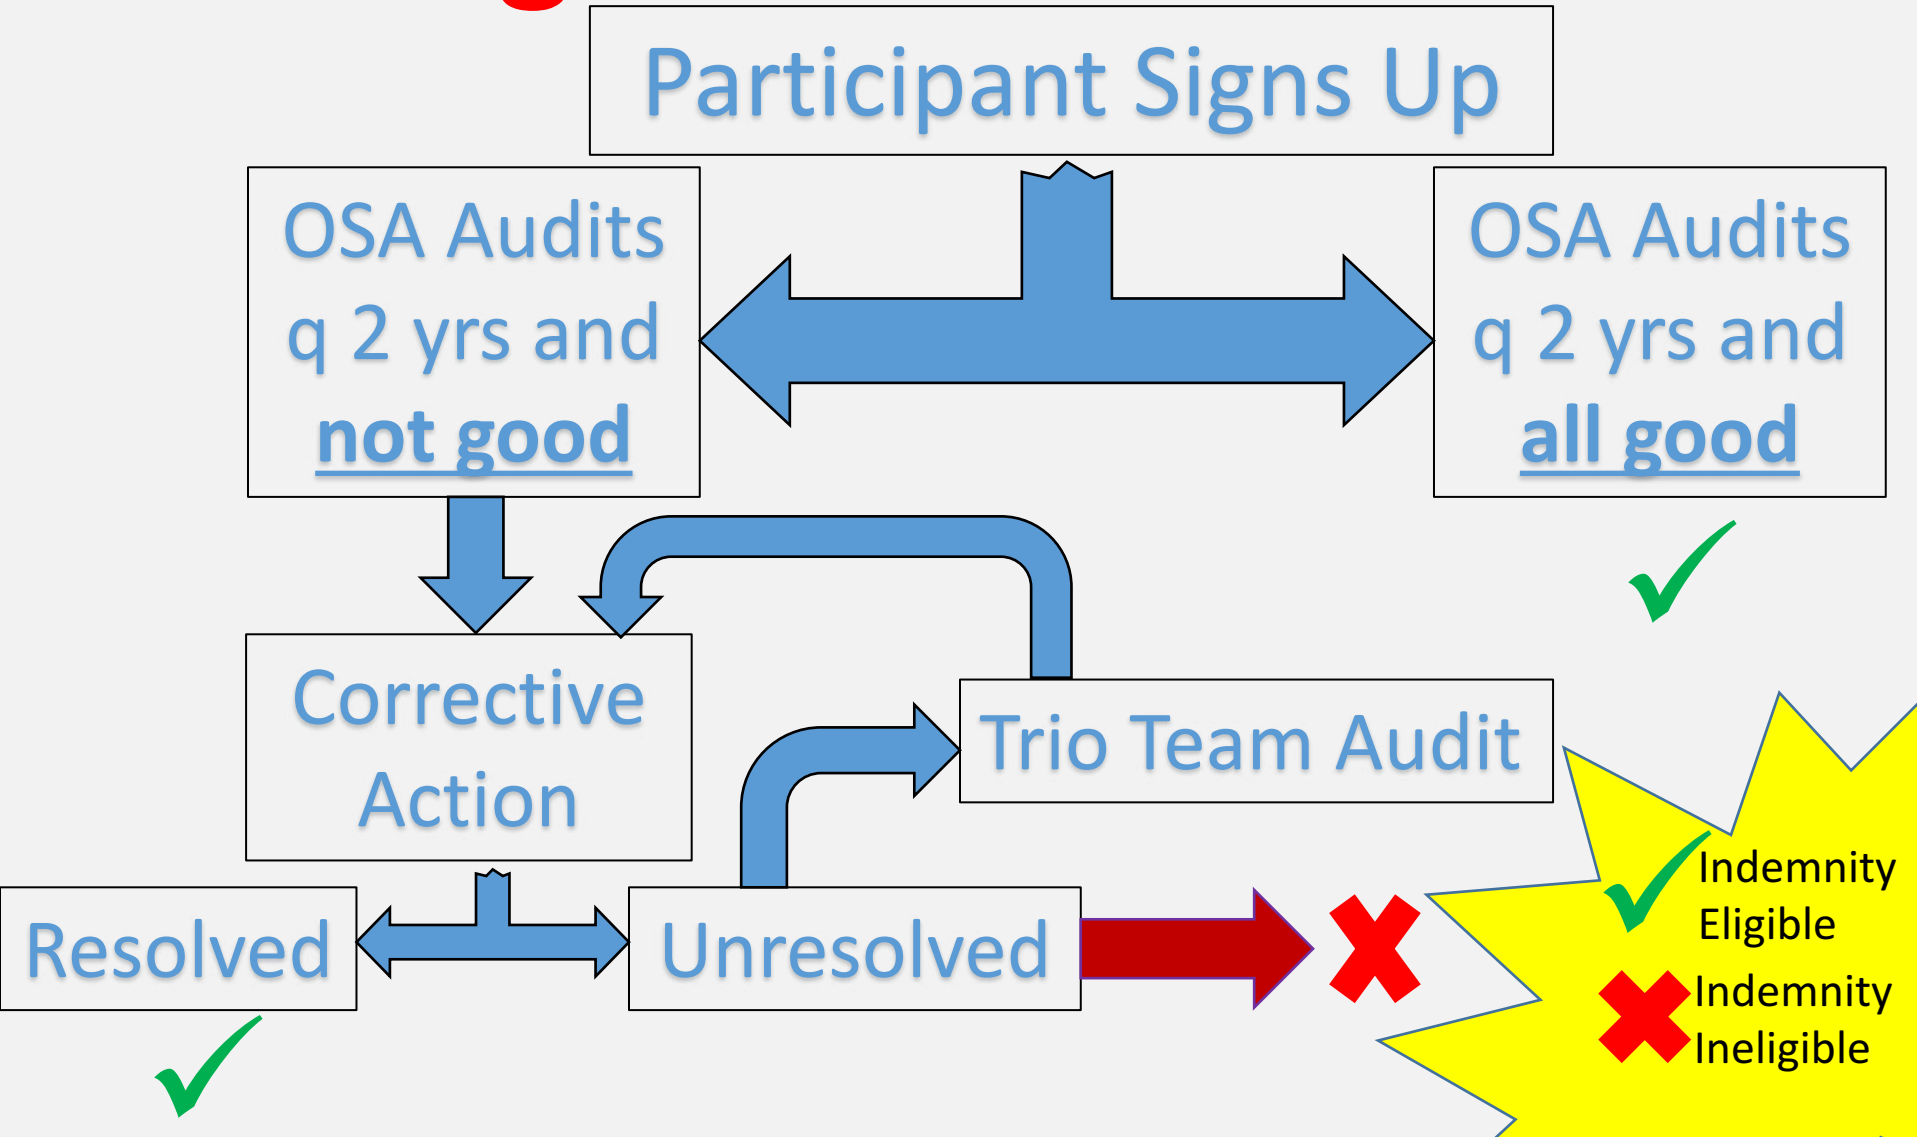 Participant Signs Up
OSA Audits
q 2 yrs and
not good
OSA Audits
q 2 yrs and
all good
Corrective
Action
Trio Team Audit
Resolved
Unresolved
Indemnity
Eligible
Indemnity
Ineligible